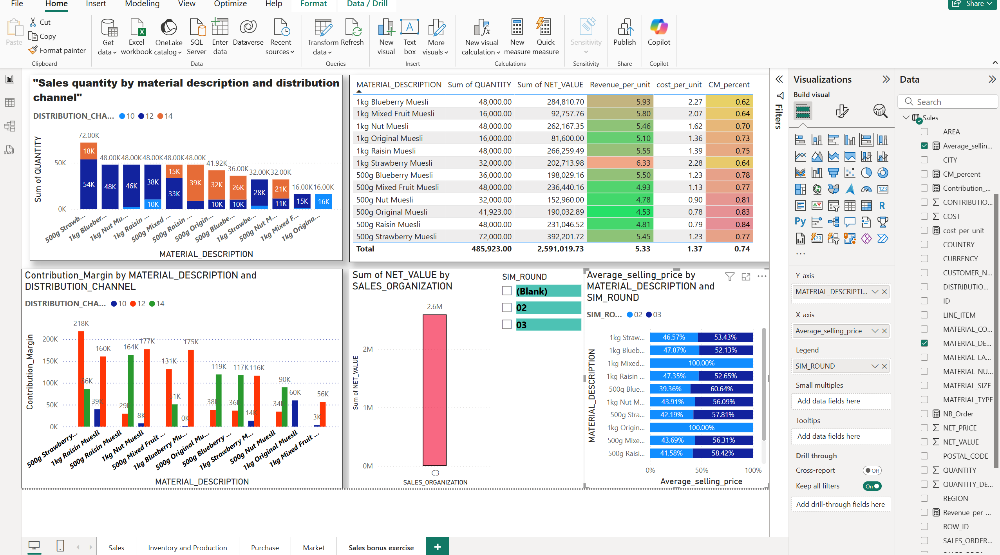 File Home Insert Modeling View Optimize Help Format Data / Drill Share
Paste
Cut
Copy
Format painter
Clipboard
Get data
Excel workbook
OneLake catalog
SQL Server
Enter data
Dataverse
Recent sources
Data
Transform data
Refresh
Queries
New visual
Text box
More visuals
Insert
New visual calculation
New measure
Quick measure
Calculations
Sensitivity
Sensitivity
Publish
Share
Copilot
Copilot
"Sales quantity by material description and distribution
channel"
DISTRIBUTION_CHA... 10 12 14
Sum of QUANTITY
50K
0K
72.00K 48.00K 48.00K 48.00K 48.00K 48.00K 41.92K 36.00K 32.00K 32.00K 16.00K 16.00K
18K 54K
48K
46K
38K 10K
15K 33K
39K
32K 10K
26K 10K
28K
21K 11K
15K
16K
500g Strawb... 1kg Blueber... 1kg Nut Mu... 1kg Raisin ... 500g Mixed ... 500g Raisin ... 500g Origin... 500g Bluebe... 1kg Strawbe... 500g Nut M... 1kg Mixed F... 1kg Origina...
MATERIAL_DESCRIPTION
MATERIAL_DESCRIPTION Sum of QUANTITY Sum of NET_VALUE Revenue_per_unit cost_per_unit CM_percent
1kg Blueberry Muesli 48,000.00 284,810.70 5.93 2.27 0.62
1kg Mixed Fruit Muesli 16,000.00 92,757.76 5.80 2.07 0.64
1kg Nut Muesli 48,000.00 262,167.35 5.46 1.62 0.70
1kg Original Muesli 16,000.00 81,600.00 5.10 1.36 0.73
1kg Raisin Muesli 48,000.00 266,259.49 5.55 1.39 0.75
1kg Strawberry Muesli 32,000.00 202,713.98 6.33 2.28 0.64
500g Blueberry Muesli 36,000.00 198,029.16 5.50 1.23 0.78
500g Mixed Fruit Muesli 48,000.00 236,440.16 4.93 1.13 0.77
500g Nut Muesli 32,000.00 152,960.00 4.78 0.90 0.81
500g Original Muesli 41,923.00 190,032.89 4.53 0.78 0.83
500g Raisin Muesli 48,000.00 231,046.52 4.81 0.79 0.84
500g Strawberry Muesli 72,000.00 392,201.72 5.45 1.23 0.77
Total 485,923.00 2,591,019.73 5.33 1.37 0.74
Contribution_Margin by MATERIAL_DESCRIPTION and
DISTRIBUTION_CHANNEL
DISTRIBUTION_CHA... 10 12 14
Contribution_Margin
200K
150K
100K
50K
0K
218K 86K
39K 160K
29K 164K
8K 177K
131K 51K
0K 175K
38K 119K
36K 117K
14K 116K
34K 90K
60K
3K 56K
500g Strawberry... 1kg Raisin Muesli 500g Raisin Muesli 1kg Nut Muesli 500g Mixed Fruit ... 1kg Blueberry Mu... 500g Original Mu... 500g Blueberry ... 1kg Strawberry M... 500g Nut Muesli 1kg Original Muesli 1kg Mixed Fruit ...
MATERIAL_DESCRIPTION
Sum of NET_VALUE by
SALES_ORGANIZATION
Sum of NET_VALUE
2.6M
2M
1M
0M
C3
SALES_ORGANIZATION
SIM_ROUND
(Blank)
02
03
Average_selling_price by
MATERIAL_DESCRIPTION and
SIM_ROUND
SIM_RO... 02 03
MATERIAL_DESCRIPTION
1kg Straw... 46.57% 53.43%
1kg Blueb... 47.87% 52.13%
1kg Mixed... 100.00%
1kg Raisin ... 47.35% 52.65%
500g Blue... 39.36% 60.64%
1kg Nut M... 43.91% 56.09%
500g Stra... 42.19% 57.81%
1kg Origin... 100.00%
500g Mixe... 43.69% 56.31%
500g Raisi... 41.58% 58.42%
0% 50% 100%
Average_selling_price
Filters
Visualizations
Build visual
123
R
Py
123
...
Y-axis
MATERIAL_DESCRIPTI...
X-axis
Average_selling_price
Legend
SIM_ROUND
Small multiples
Add data fields here
Tooltips
Add data fields here
Drill through
Cross-report Off
Keep all filters On
Add drill-through fields here
Data
Search
Sales
AREA
Average_sellin...
CITY
CM_percent
Contribution_...
CONTRIBUTIO...
COST
cost_per_unit
COUNTRY
CURRENCY
CUSTOMER_N...
DISTRIBUTIO...
ID
LINE_ITEM
MATERIAL_CO...
MATERIAL_DE...
MATERIAL_LA...
MATERIAL_NU...
MATERIAL_SIZE
MATERIAL_TYPE
NB_Order
NET_PRICE
NET_VALUE
POSTAL_CODE
QUANTITY
QUANTITY_DE...
REGION
Revenue_per_...
ROW_ID
SALES_ORDER...
DAX
Sales Inventory and Production Purchase Market Sales bonus exercise +